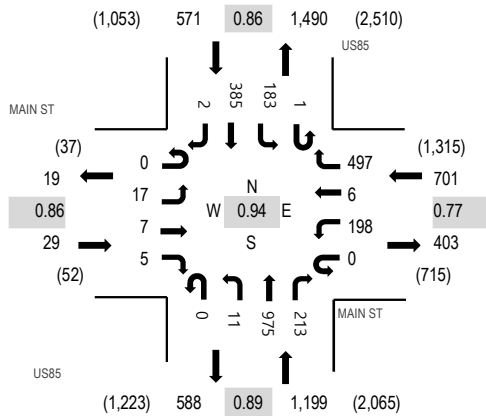 (1,053) 571 0.86 1,490 (2,510)
US85
2 385 183 1
MAIN ST
(37) 0 497 (1,315)
19 17 N 6 701
0.86 W 0.94 E 0.77
29 7 S 198 403
(52) 5 0 (715)
0 11 975 213
MAIN ST
US85
(1,223) 588 0.89 1,199 (2,065)